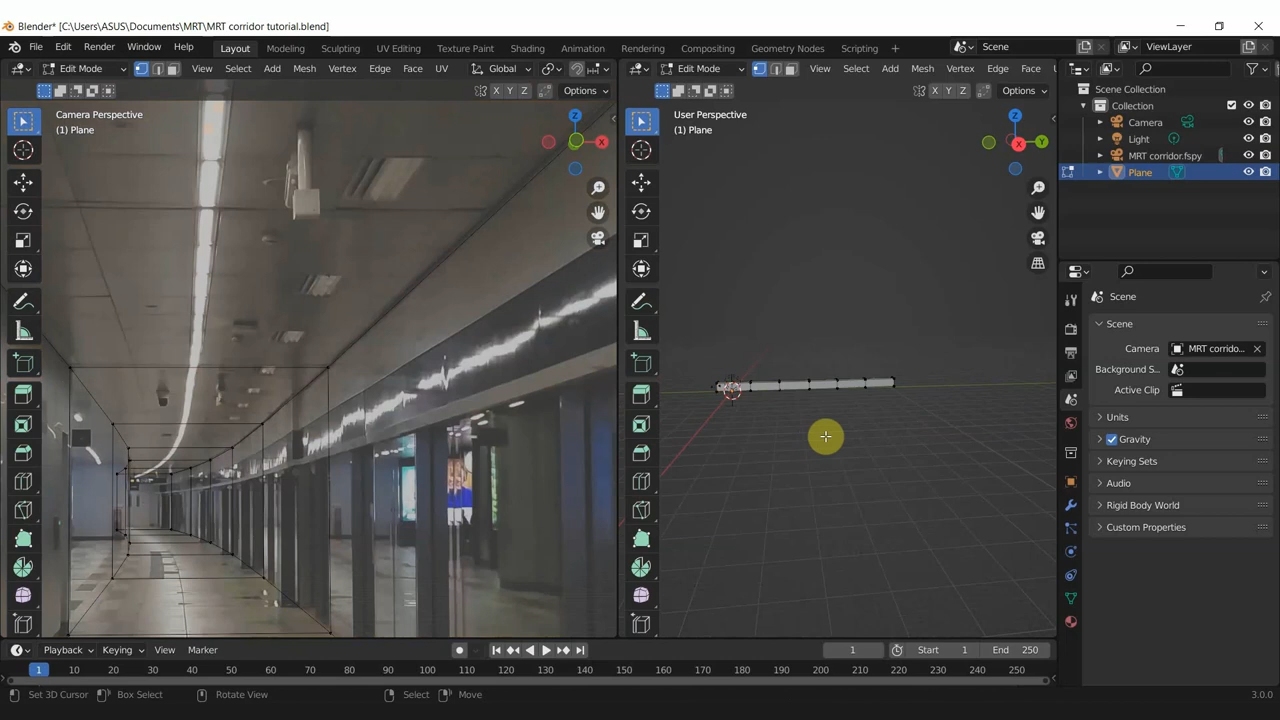 Blender* [C:\Users\ASUS\Documents\MRT\MRT corridor tutorial.blend]
File Edit Render Window Help Layout Modeling Sculpting UV Editing Texture Paint Shading Animation Rendering Compositing Geometry Nodes Scripting + Scene ViewLayer
Edit Mode View Select Add Mesh Vertex Edge Face UV Global Edit Mode View Select Add Mesh Vertex Edge Face
X Y Z Options X Y Z Options
Scene Collection
Collection
Camera
Light
MRT corridor.fspy
Plane
Camera Perspective
(1) Plane
Z
X
User Perspective
(1) Plane
Z
X
Y
Scene
Scene
Camera MRT corrido...
Background S...
Active Clip
Units
Gravity
Keying Sets
Audio
Rigid Body World
Custom Properties
Playback Keying View Marker 1 Start 1 End 250
1 10 20 30 40 50 60 70 80 90 100 110 120 130 140 150 160 170 180 190 200 210 220 230 240 250
Set 3D Cursor Box Select Rotate View Select Move 3.0.0